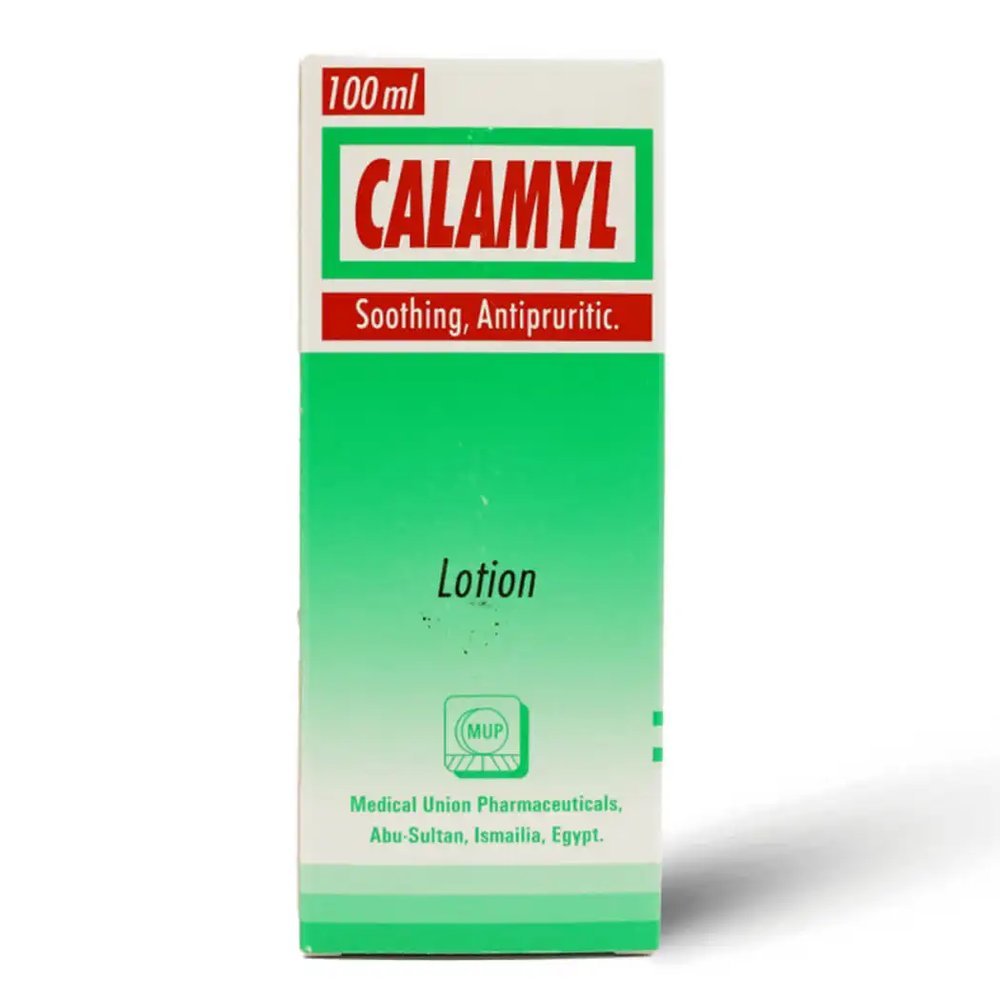 100 ml
CALAMYL
Soothing, Antipruritic.
Lotion
MUP
Medical Union Pharmaceuticals,
Abu-Sultan, Ismailia, Egypt.